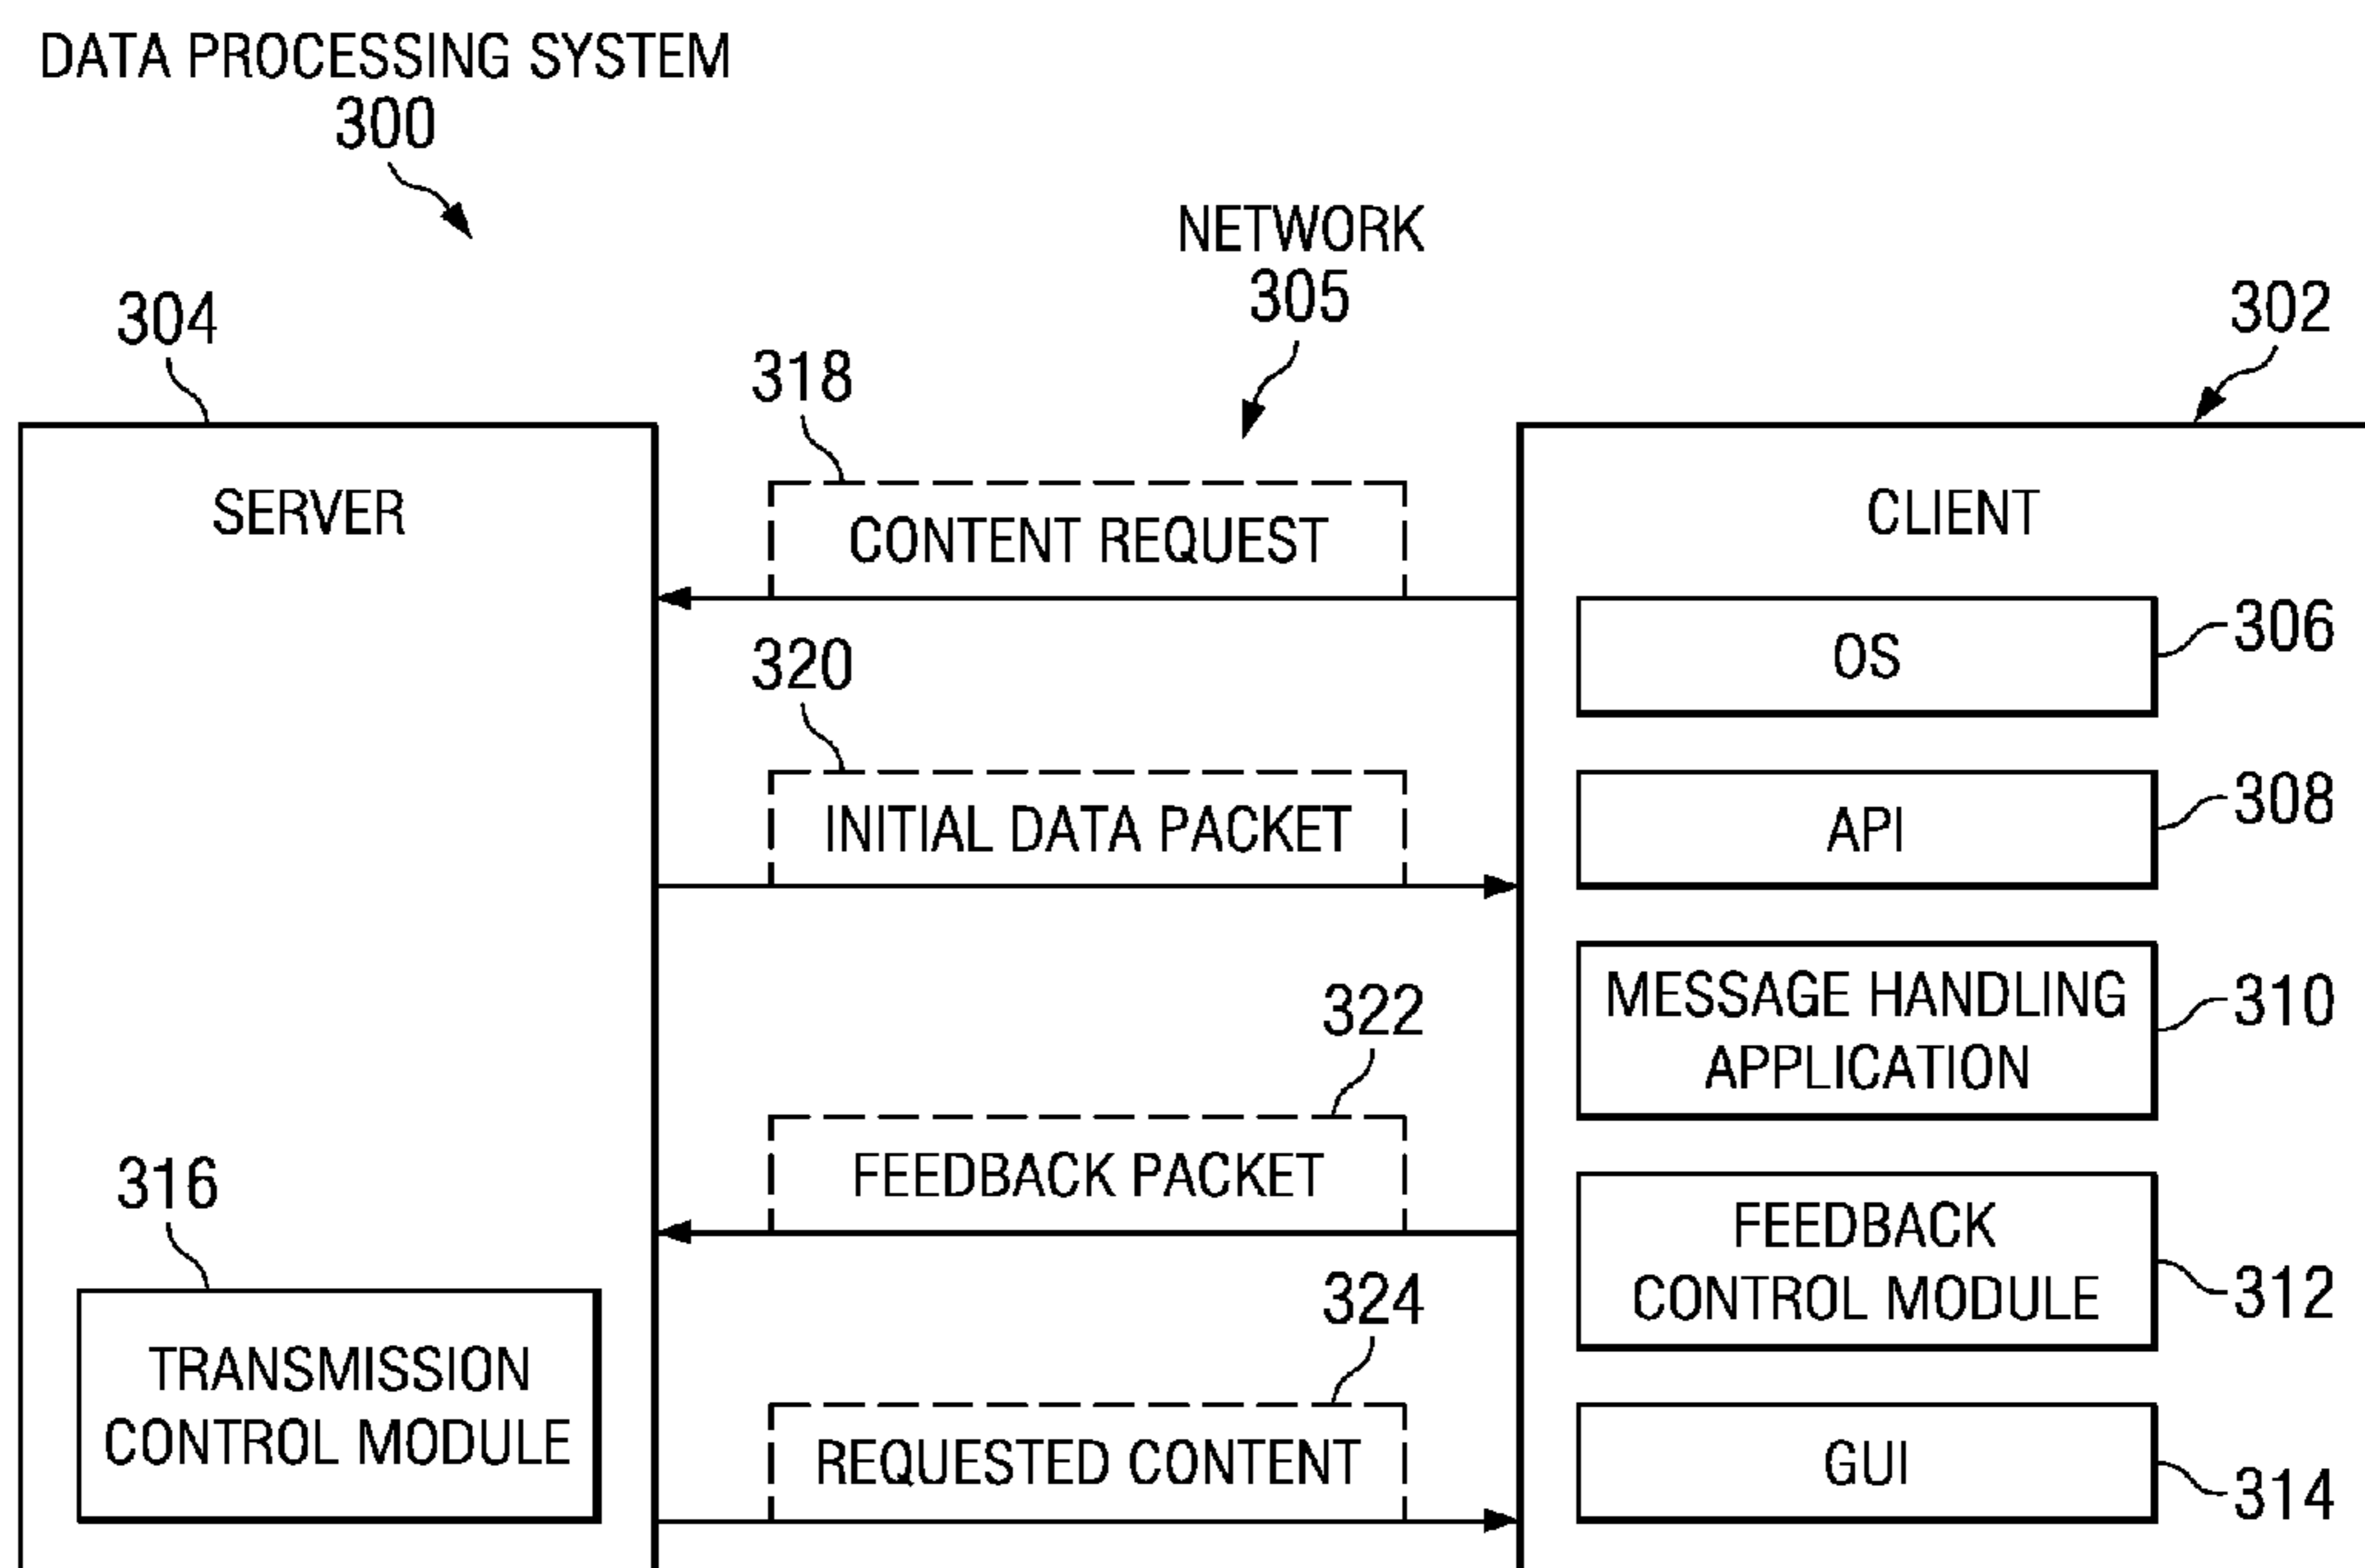 DATA PROCESSING SYSTEM
300
NETWORK
305
304
302
318
SERVER
CONTENT REQUEST
CLIENT
OS
306
320
INITIAL DATA PACKET
API
308
MESSAGE HANDLING
APPLICATION
310
322
FEEDBACK PACKET
316
FEEDBACK
CONTROL MODULE
312
324
TRANSMISSION
CONTROL MODULE
REQUESTED CONTENT
GUI
314